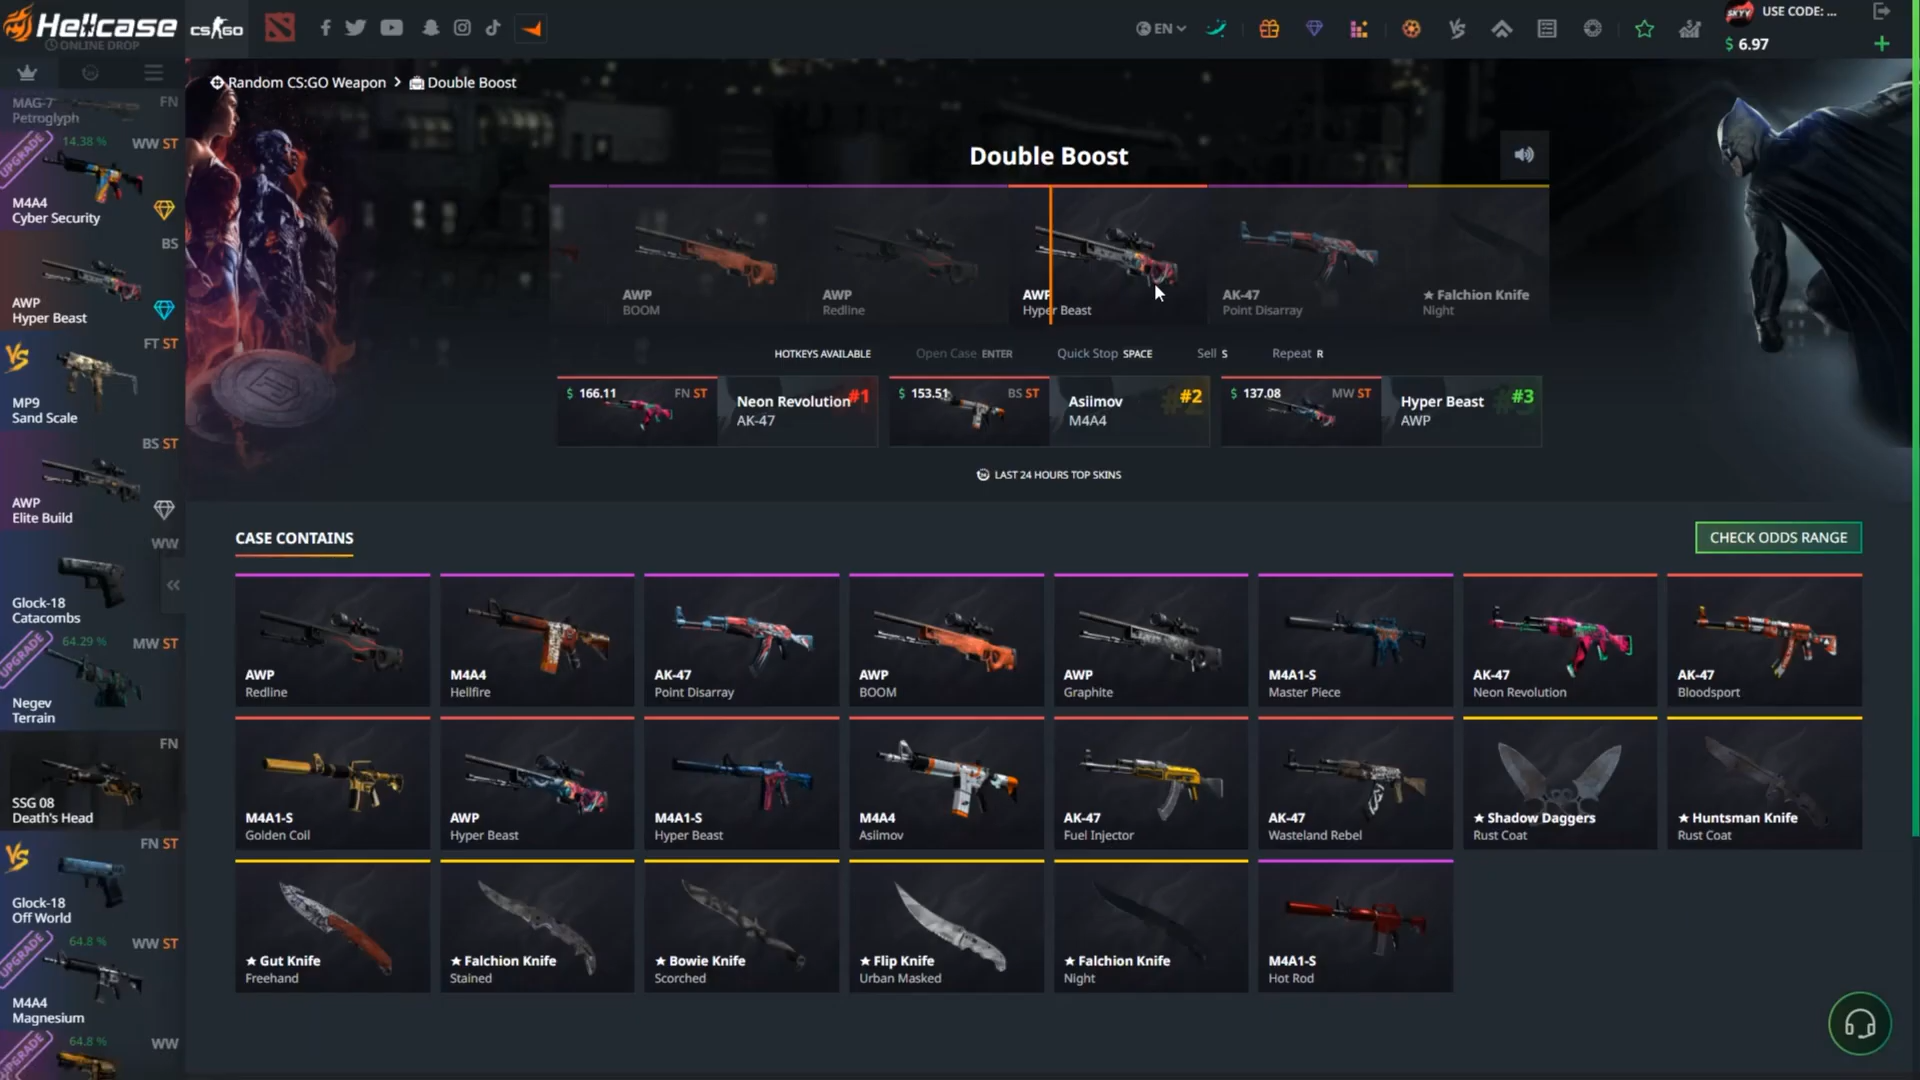 Hellcase
ONLINE DROP
CS:GO
EN
USE CODE: ...
$ 6.97
MAG-7
Petroglyph
FN
UPGRADE
14.38 %
WW ST
M4A4
Cyber Security
BS
AWP
Hyper Beast
VS
FT ST
MP9
Sand Scale
BS ST
AWP
Elite Build
WW
Glock-18
Catacombs
UPGRADE
64.29 %
MW ST
Negev
Terrain
FN
SSG 08
Death's Head
VS
FN ST
Glock-18
Off World
UPGRADE
64.8 %
WW ST
M4A4
Magnesium
UPGRADE
64.8 %
WW
Random CS:GO Weapon > Double Boost
Double Boost
AWP
BOOM
AWP
Redline
AWP
Hyper Beast
AK-47
Point Disarray
★ Falchion Knife
Night
HOTKEYS AVAILABLE
Open Case ENTER
Quick Stop SPACE
Sell S
Repeat R
$ 166.11
FN ST
Neon Revolution
AK-47
#1
$ 153.51
BS ST
Asiimov
M4A4
#2
$ 137.08
MW ST
Hyper Beast
AWP
#3
LAST 24 HOURS TOP SKINS
CASE CONTAINS
CHECK ODDS RANGE
AWP
Redline
M4A4
Hellfire
AK-47
Point Disarray
AWP
BOOM
AWP
Graphite
M4A1-S
Master Piece
AK-47
Neon Revolution
AK-47
Bloodsport
M4A1-S
Golden Coil
AWP
Hyper Beast
M4A1-S
Hyper Beast
M4A4
Asiimov
AK-47
Fuel Injector
AK-47
Wasteland Rebel
★ Shadow Daggers
Rust Coat
★ Huntsman Knife
Rust Coat
★ Gut Knife
Freehand
★ Falchion Knife
Stained
★ Bowie Knife
Scorched
★ Flip Knife
Urban Masked
★ Falchion Knife
Night
M4A1-S
Hot Rod